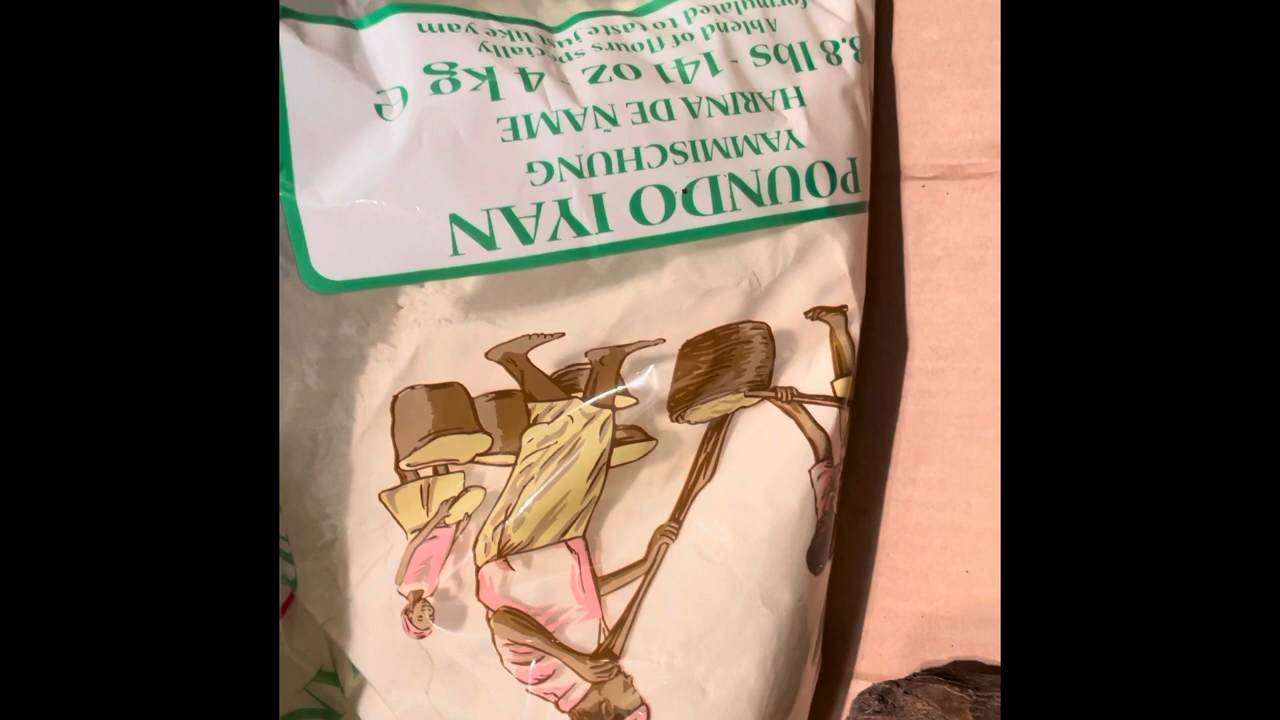 POUNDO IYAN
YAMMISCHUNG
HARINA DE ÑAME
8.8 lbs - 141 oz - 4 kg e
A blend of flours specially
formulated to taste just like yam